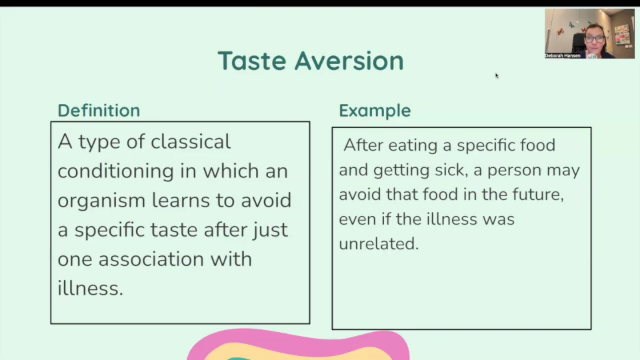 Deborah Hansen
Taste Aversion
Definition
A type of classical
conditioning in which an
organism learns to avoid
a specific taste after just
one association with
illness.
Example
After eating a specific food
and getting sick, a person may
avoid that food in the future,
even if the illness was
unrelated.